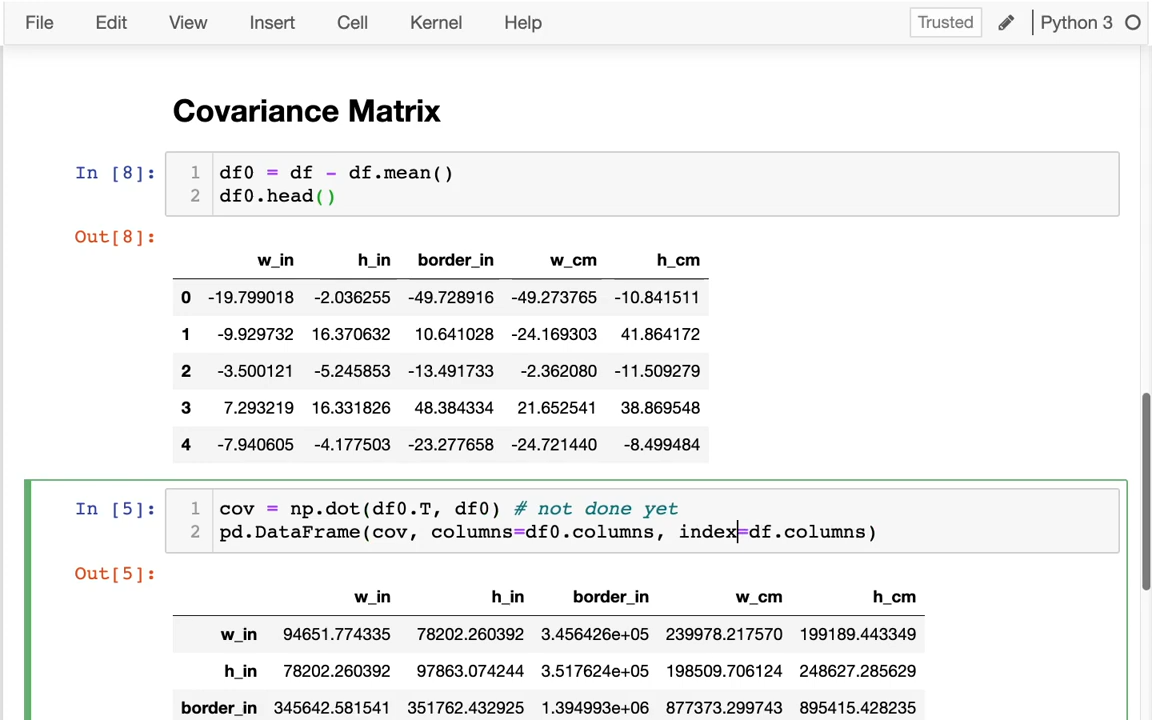 File Edit View Insert Cell Kernel Help Trusted Python 3
Covariance Matrix
In [8]:
1 df0 = df - df.mean()
2 df0.head()
Out[8]:
w_in h_in border_in w_cm h_cm
0 -19.799018 -2.036255 -49.728916 -49.273765 -10.841511
1 -9.929732 16.370632 10.641028 -24.169303 41.864172
2 -3.500121 -5.245853 -13.491733 -2.362080 -11.509279
3 7.293219 16.331826 48.384334 21.652541 38.869548
4 -7.940605 -4.177503 -23.277658 -24.721440 -8.499484
In [5]:
1 cov = np.dot(df0.T, df0) # not done yet
2 pd.DataFrame(cov, columns=df0.columns, index=df.columns)
Out[5]:
w_in h_in border_in w_cm h_cm
w_in 94651.774335 78202.260392 3.456426e+05 239978.217570 199189.443349
h_in 78202.260392 97863.074244 3.517624e+05 198509.706124 248627.285629
border_in 345642.581541 351762.432925 1.394993e+06 877373.299743 895415.428235